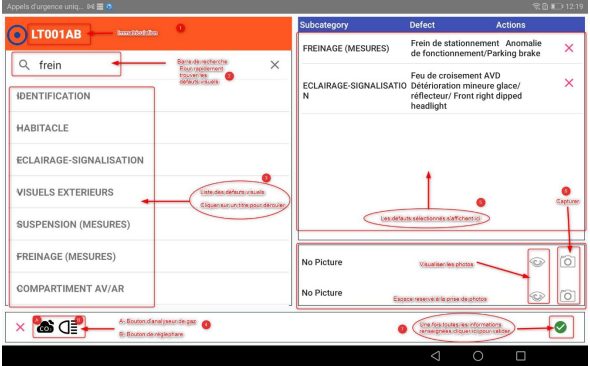 Appels d'urgence uniq...
12:19
LT001AB
Immatriculation
1
frein
Barre de recherche
Pour rapidement
trouver les
défauts visuels
2
IDENTIFICATION
HABITACLE
ECLAIRAGE-SIGNALISATION
VISUELS EXTERIEURS
SUSPENSION (MESURES)
FREINAGE (MESURES)
COMPARTIMENT AV/AR
3
Liste des défauts visuels
Cliquer sur un titre pour dérouler
Subcategory Defect Actions
FREINAGE (MESURES)
Frein de stationnement Anomalie
de fonctionnement/Parking brake
ECLAIRAGE-SIGNALISATIO
N
Feu de croisement AVD
Détérioration mineure glace/
réflecteur/ Front right dipped
headlight
Les défauts sélectionnés s'affichent ici
Capturer
No Picture
Visualiser les photos
No Picture
Espace reservé à la prise de photos
A
B
CO²
A- Bouton d'analyseur de gaz
B- Bouton de réglophare
4
7
Une fois toutes les informations
renseignées cliquer ici pour valider